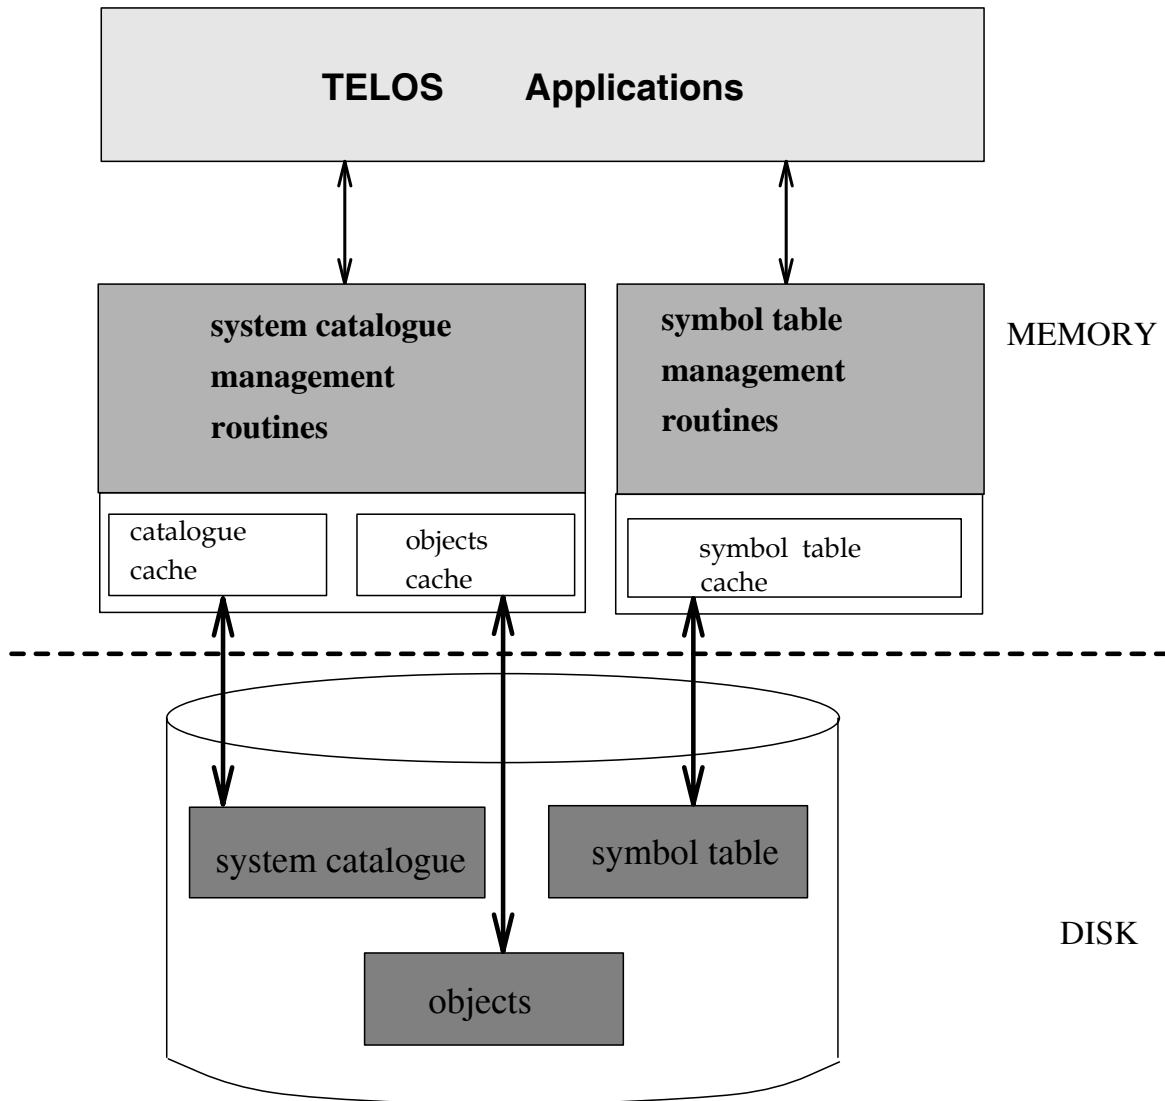 TELOS Applications
system catalogue
management
routines
symbol table
management
routines
MEMORY
catalogue
cache
objects
cache
symbol table
cache
system catalogue
symbol table
objects
DISK